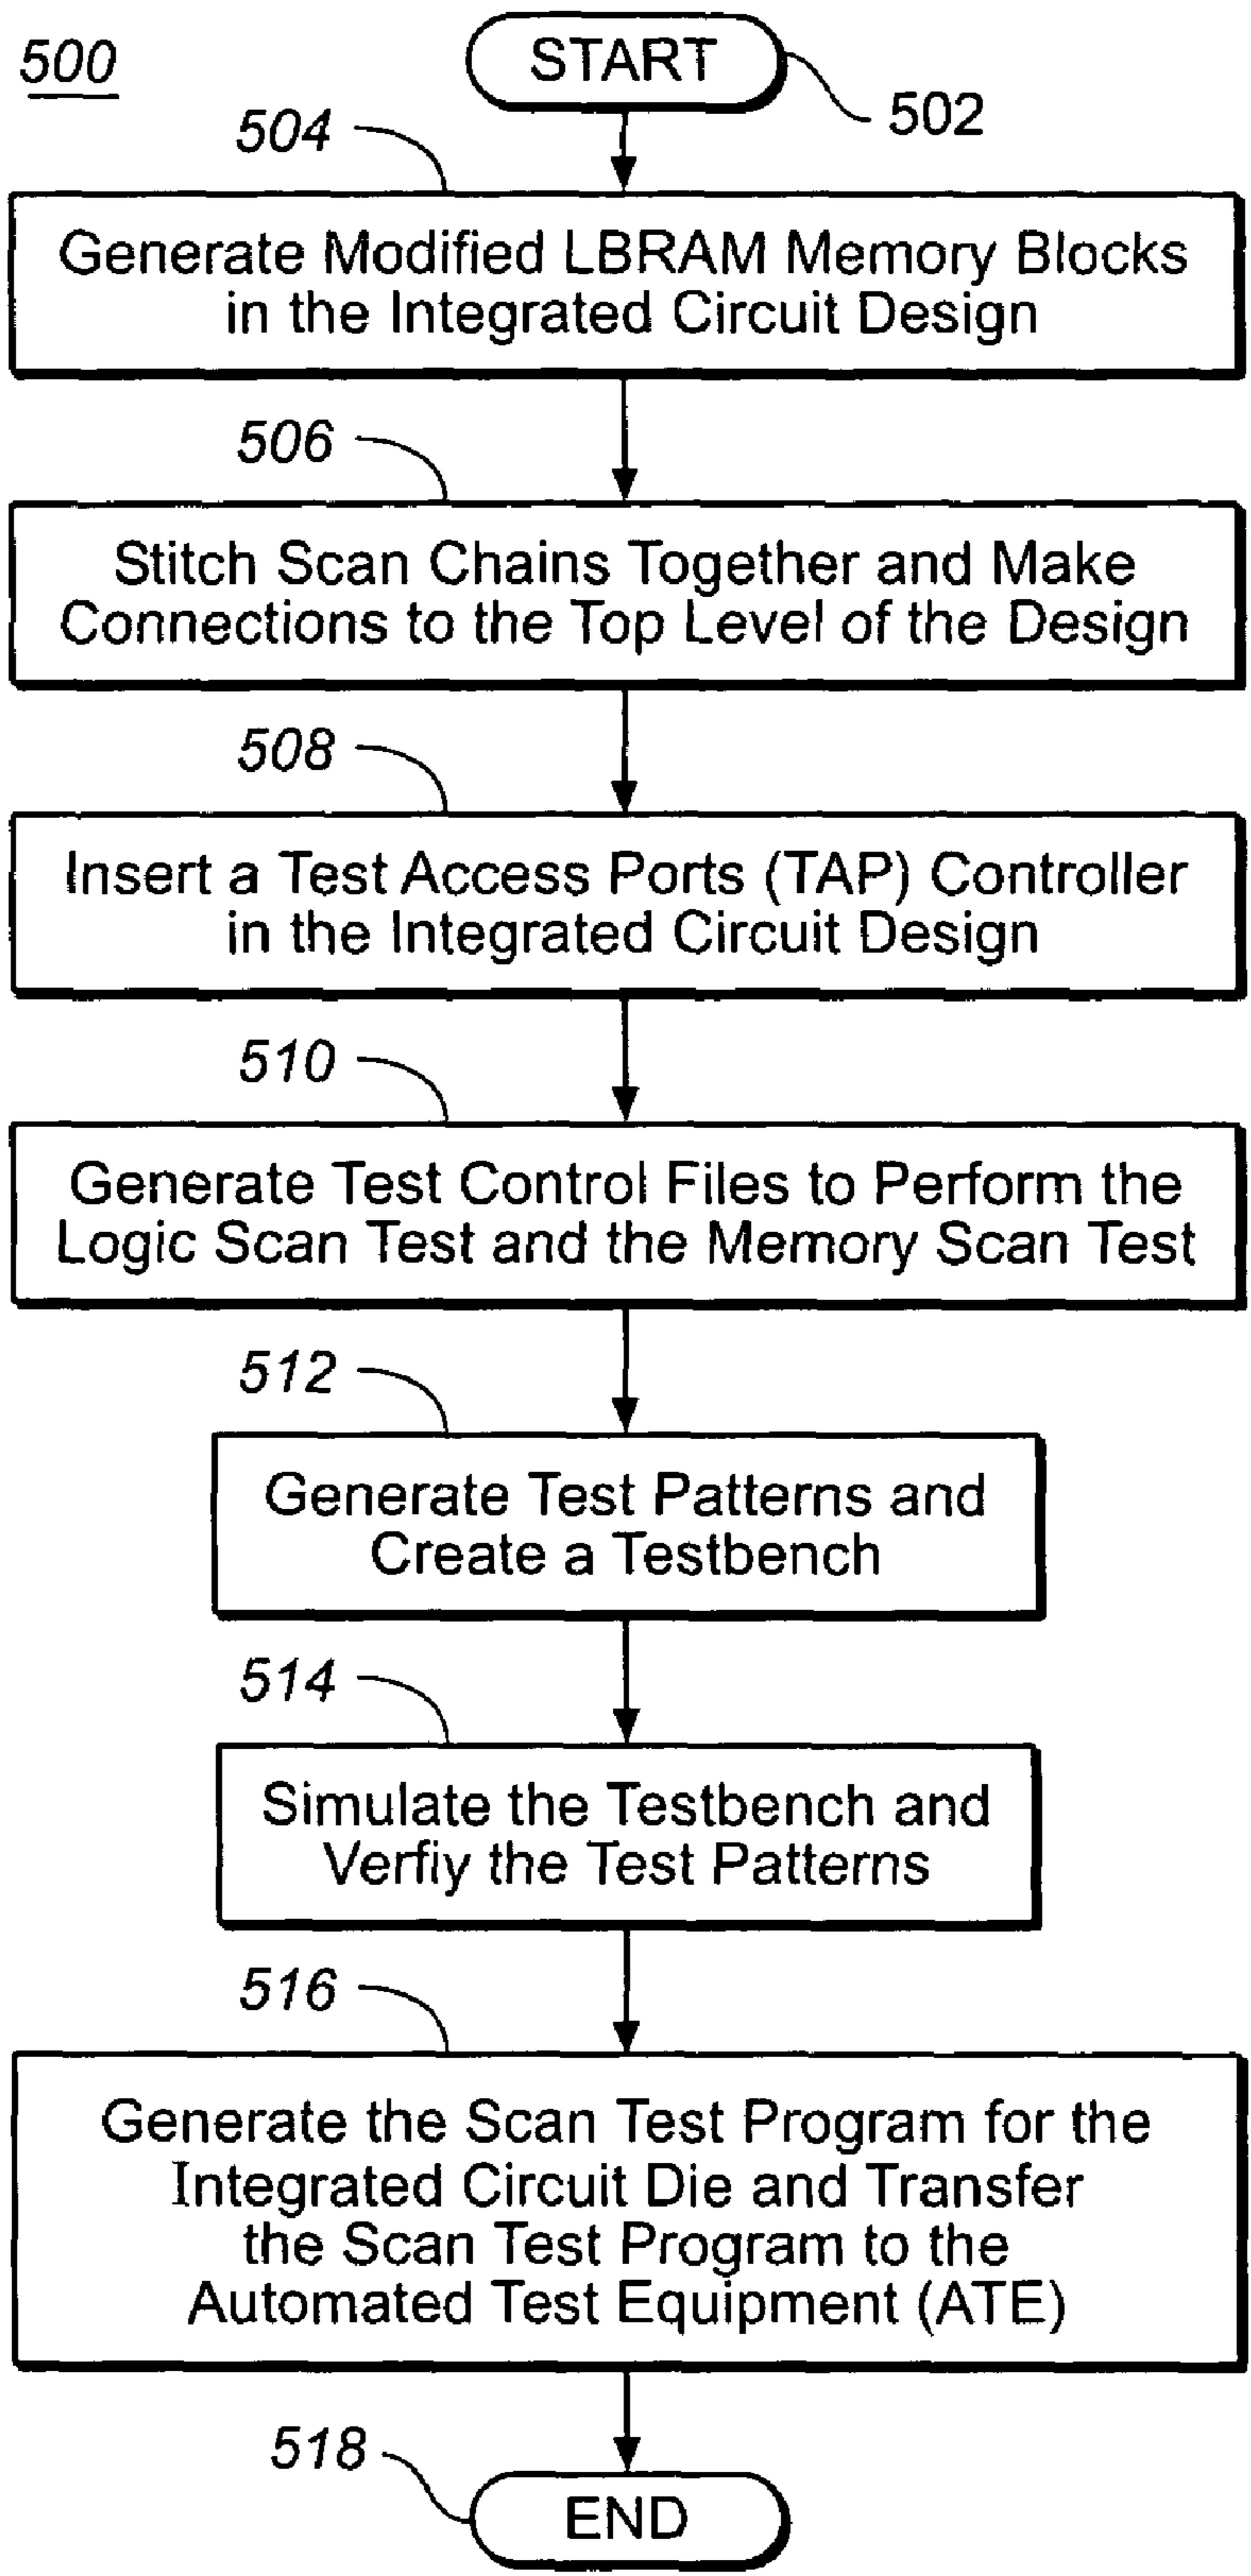 500
START
502
504
Generate Modified LBRAM Memory Blocks
in the Integrated Circuit Design
506
Stitch Scan Chains Together and Make
Connections to the Top Level of the Design
508
Insert a Test Access Ports (TAP) Controller
in the Integrated Circuit Design
510
Generate Test Control Files to Perform the
Logic Scan Test and the Memory Scan Test
512
Generate Test Patterns and
Create a Testbench
514
Simulate the Testbench and
Verfiy the Test Patterns
516
Generate the Scan Test Program for the
Integrated Circuit Die and Transfer
the Scan Test Program to the
Automated Test Equipment (ATE)
518
END